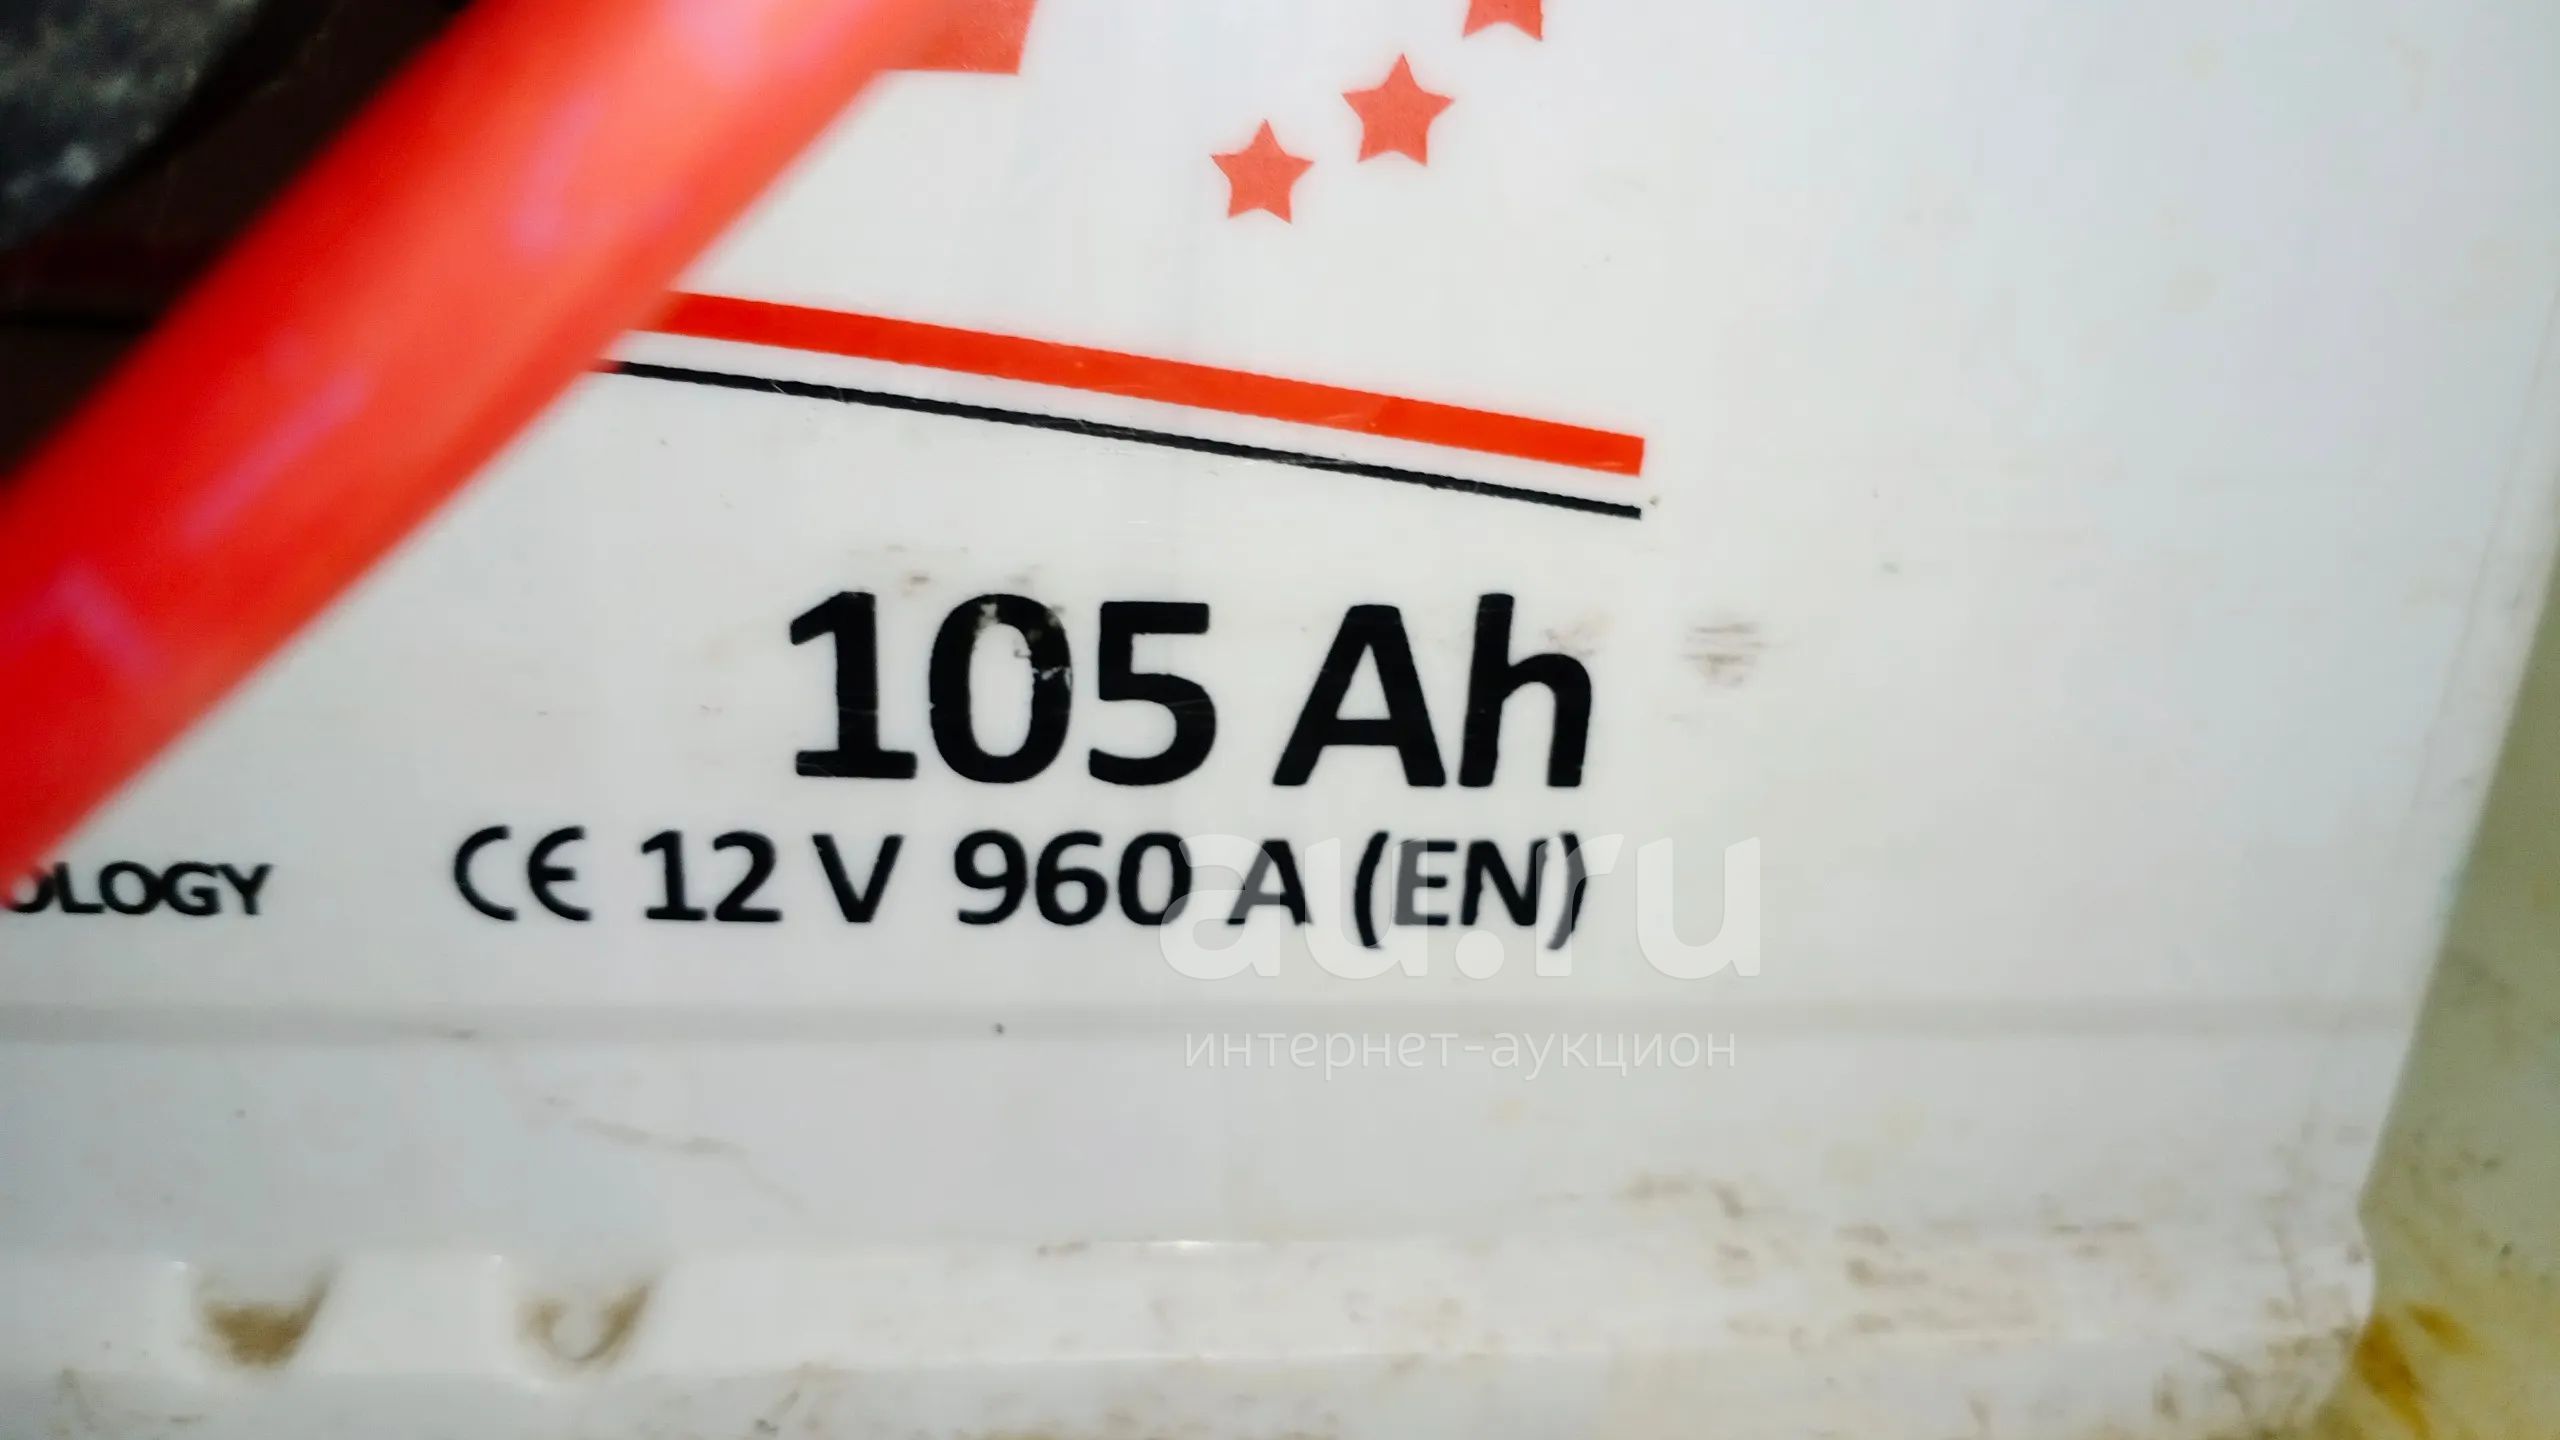 105 Ah
OLOGY CE 12 V 960 A (EN)
au.ru
интернет-аукцион